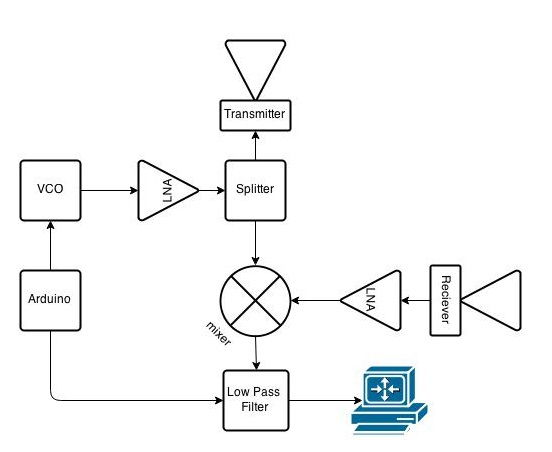 Transmitter
VCO
LNA
Splitter
Arduino
mixer
LNA
Reciever
Low Pass
Filter